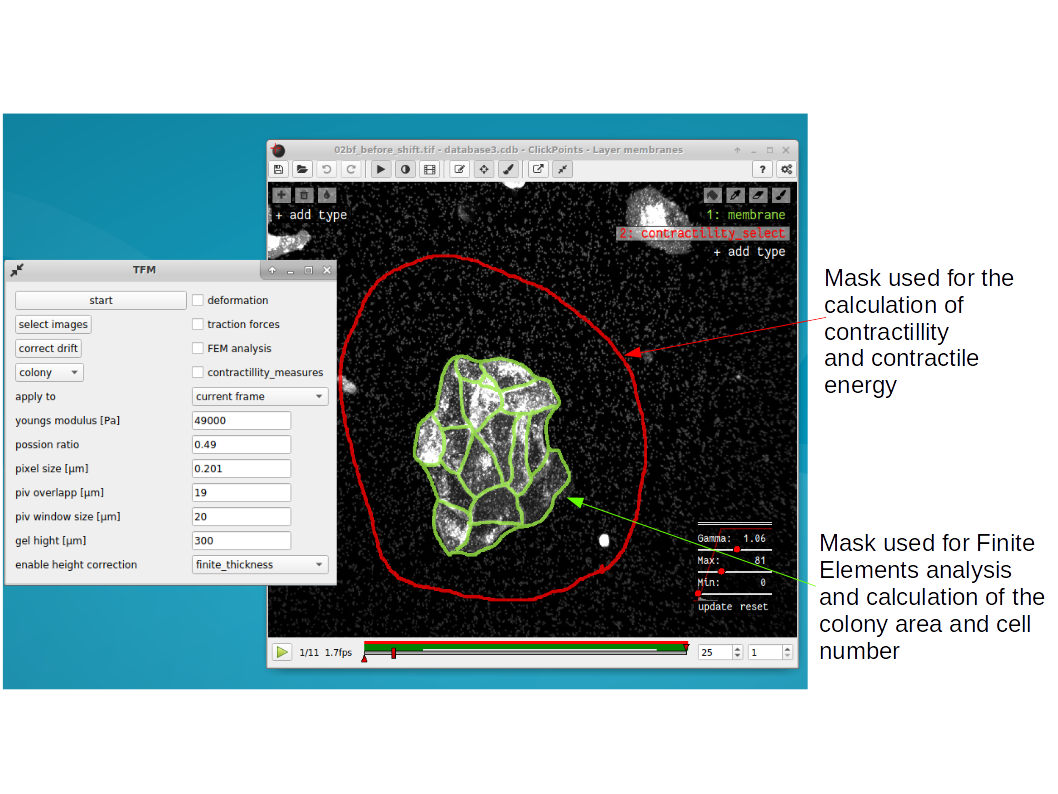 02bf_before_shift.tif - database3.cdb - ClickPoints - Layer membranes
?
+ add type
1: membrane
2: contractility_select
+ add type
TFM
start
deformation
select images
traction forces
correct drift
FEM analysis
colony
contractillity_measures
apply to
current frame
youngs modulus [Pa]
49000
possion ratio
0.49
pixel size [µm]
0.201
piv overlapp [µm]
19
piv window size [µm]
20
gel hight [µm]
300
enable height correction
finite_thickness
Gamma: 1.06
Max: 81
Min: 0
update reset
1/11 1.7fps
25
1
Mask used for the
calculation of
contractillity
and contractile
energy
Mask used for Finite
Elements analysis
and calculation of the
colony area and cell
number